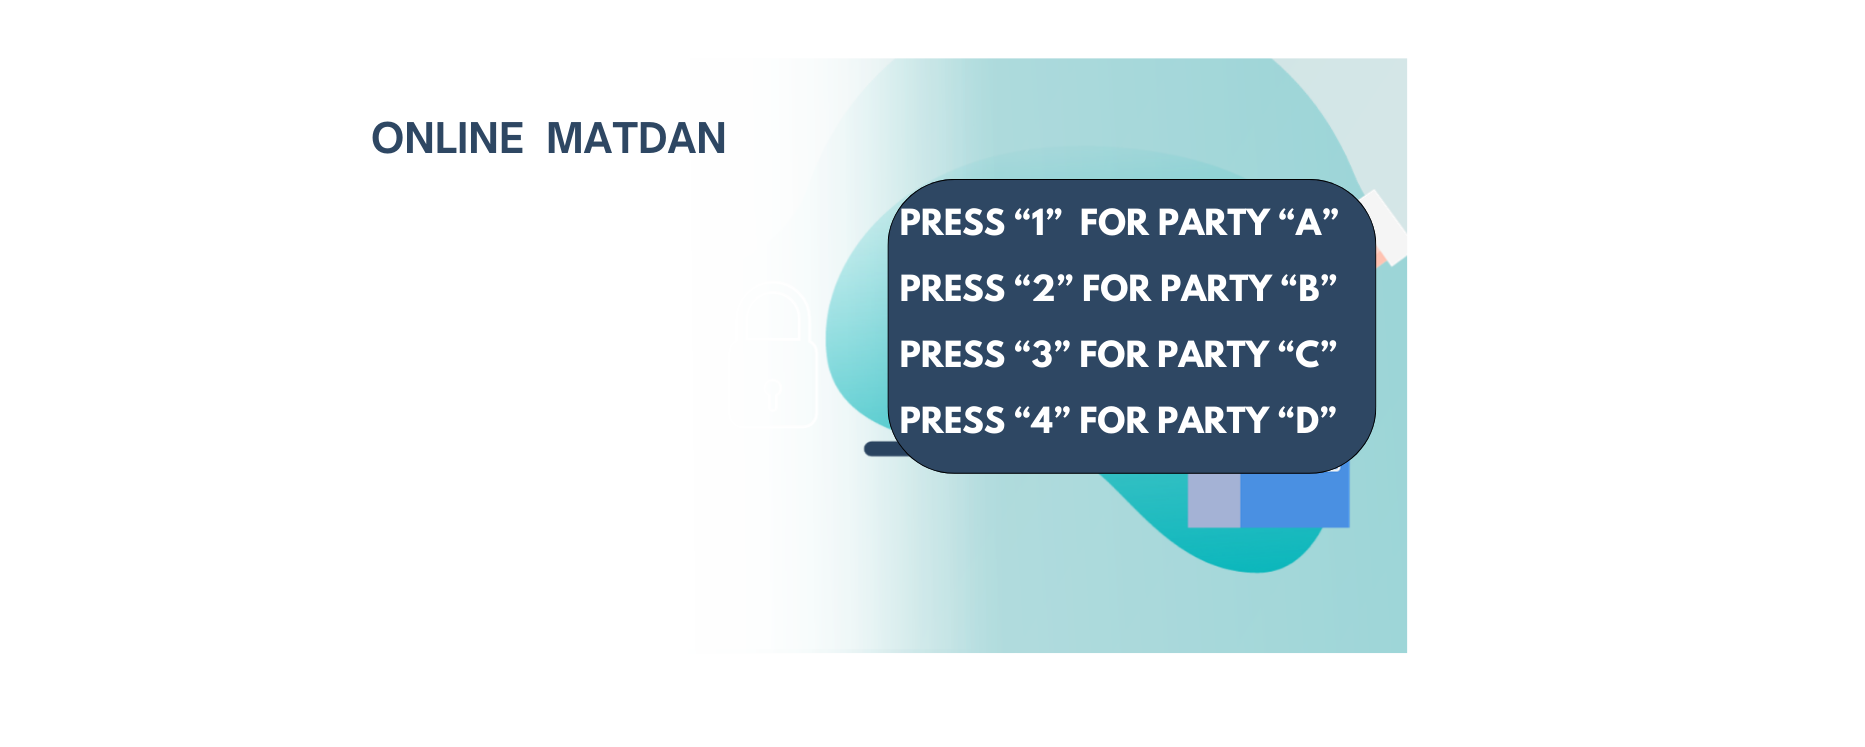 ONLINE MATDAN
PRESS “1” FOR PARTY “A”
PRESS “2” FOR PARTY “B”
PRESS “3” FOR PARTY “C”
PRESS “4” FOR PARTY “D”